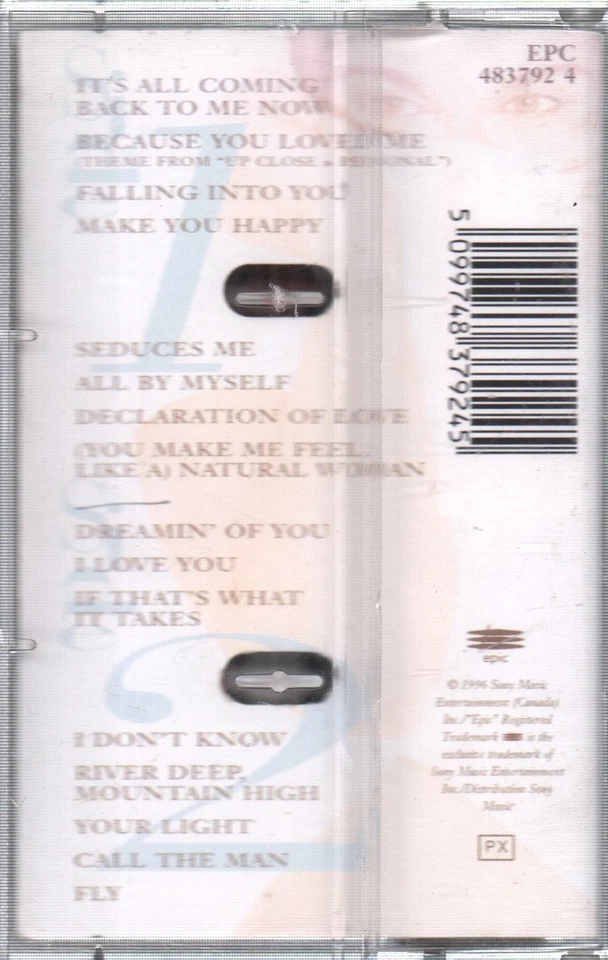 IT'S ALL COMING
BACK TO ME NOW
BECAUSE YOU LOVED ME
(THEME FROM "UP CLOSE & PERSONAL")
FALLING INTO YOU
MAKE YOU HAPPY
SEDUCES ME
ALL BY MYSELF
DECLARATION OF LOVE
(YOU MAKE ME FEEL
LIKE A) NATURAL WOMAN
DREAMIN' OF YOU
I LOVE YOU
IF THAT'S WHAT
IT TAKES
I DON'T KNOW
RIVER DEEP,
MOUNTAIN HIGH
YOUR LIGHT
CALL THE MAN
FLY
1
2
EPC
483792 4
5 099748 379245
epic
© 1996 Sony Music
Entertainment (Canada)
Inc./"Epic" Registered
Trademark is the
exclusive trademark of
Sony Music Entertainment
Inc./Distribution Sony
Music
PX